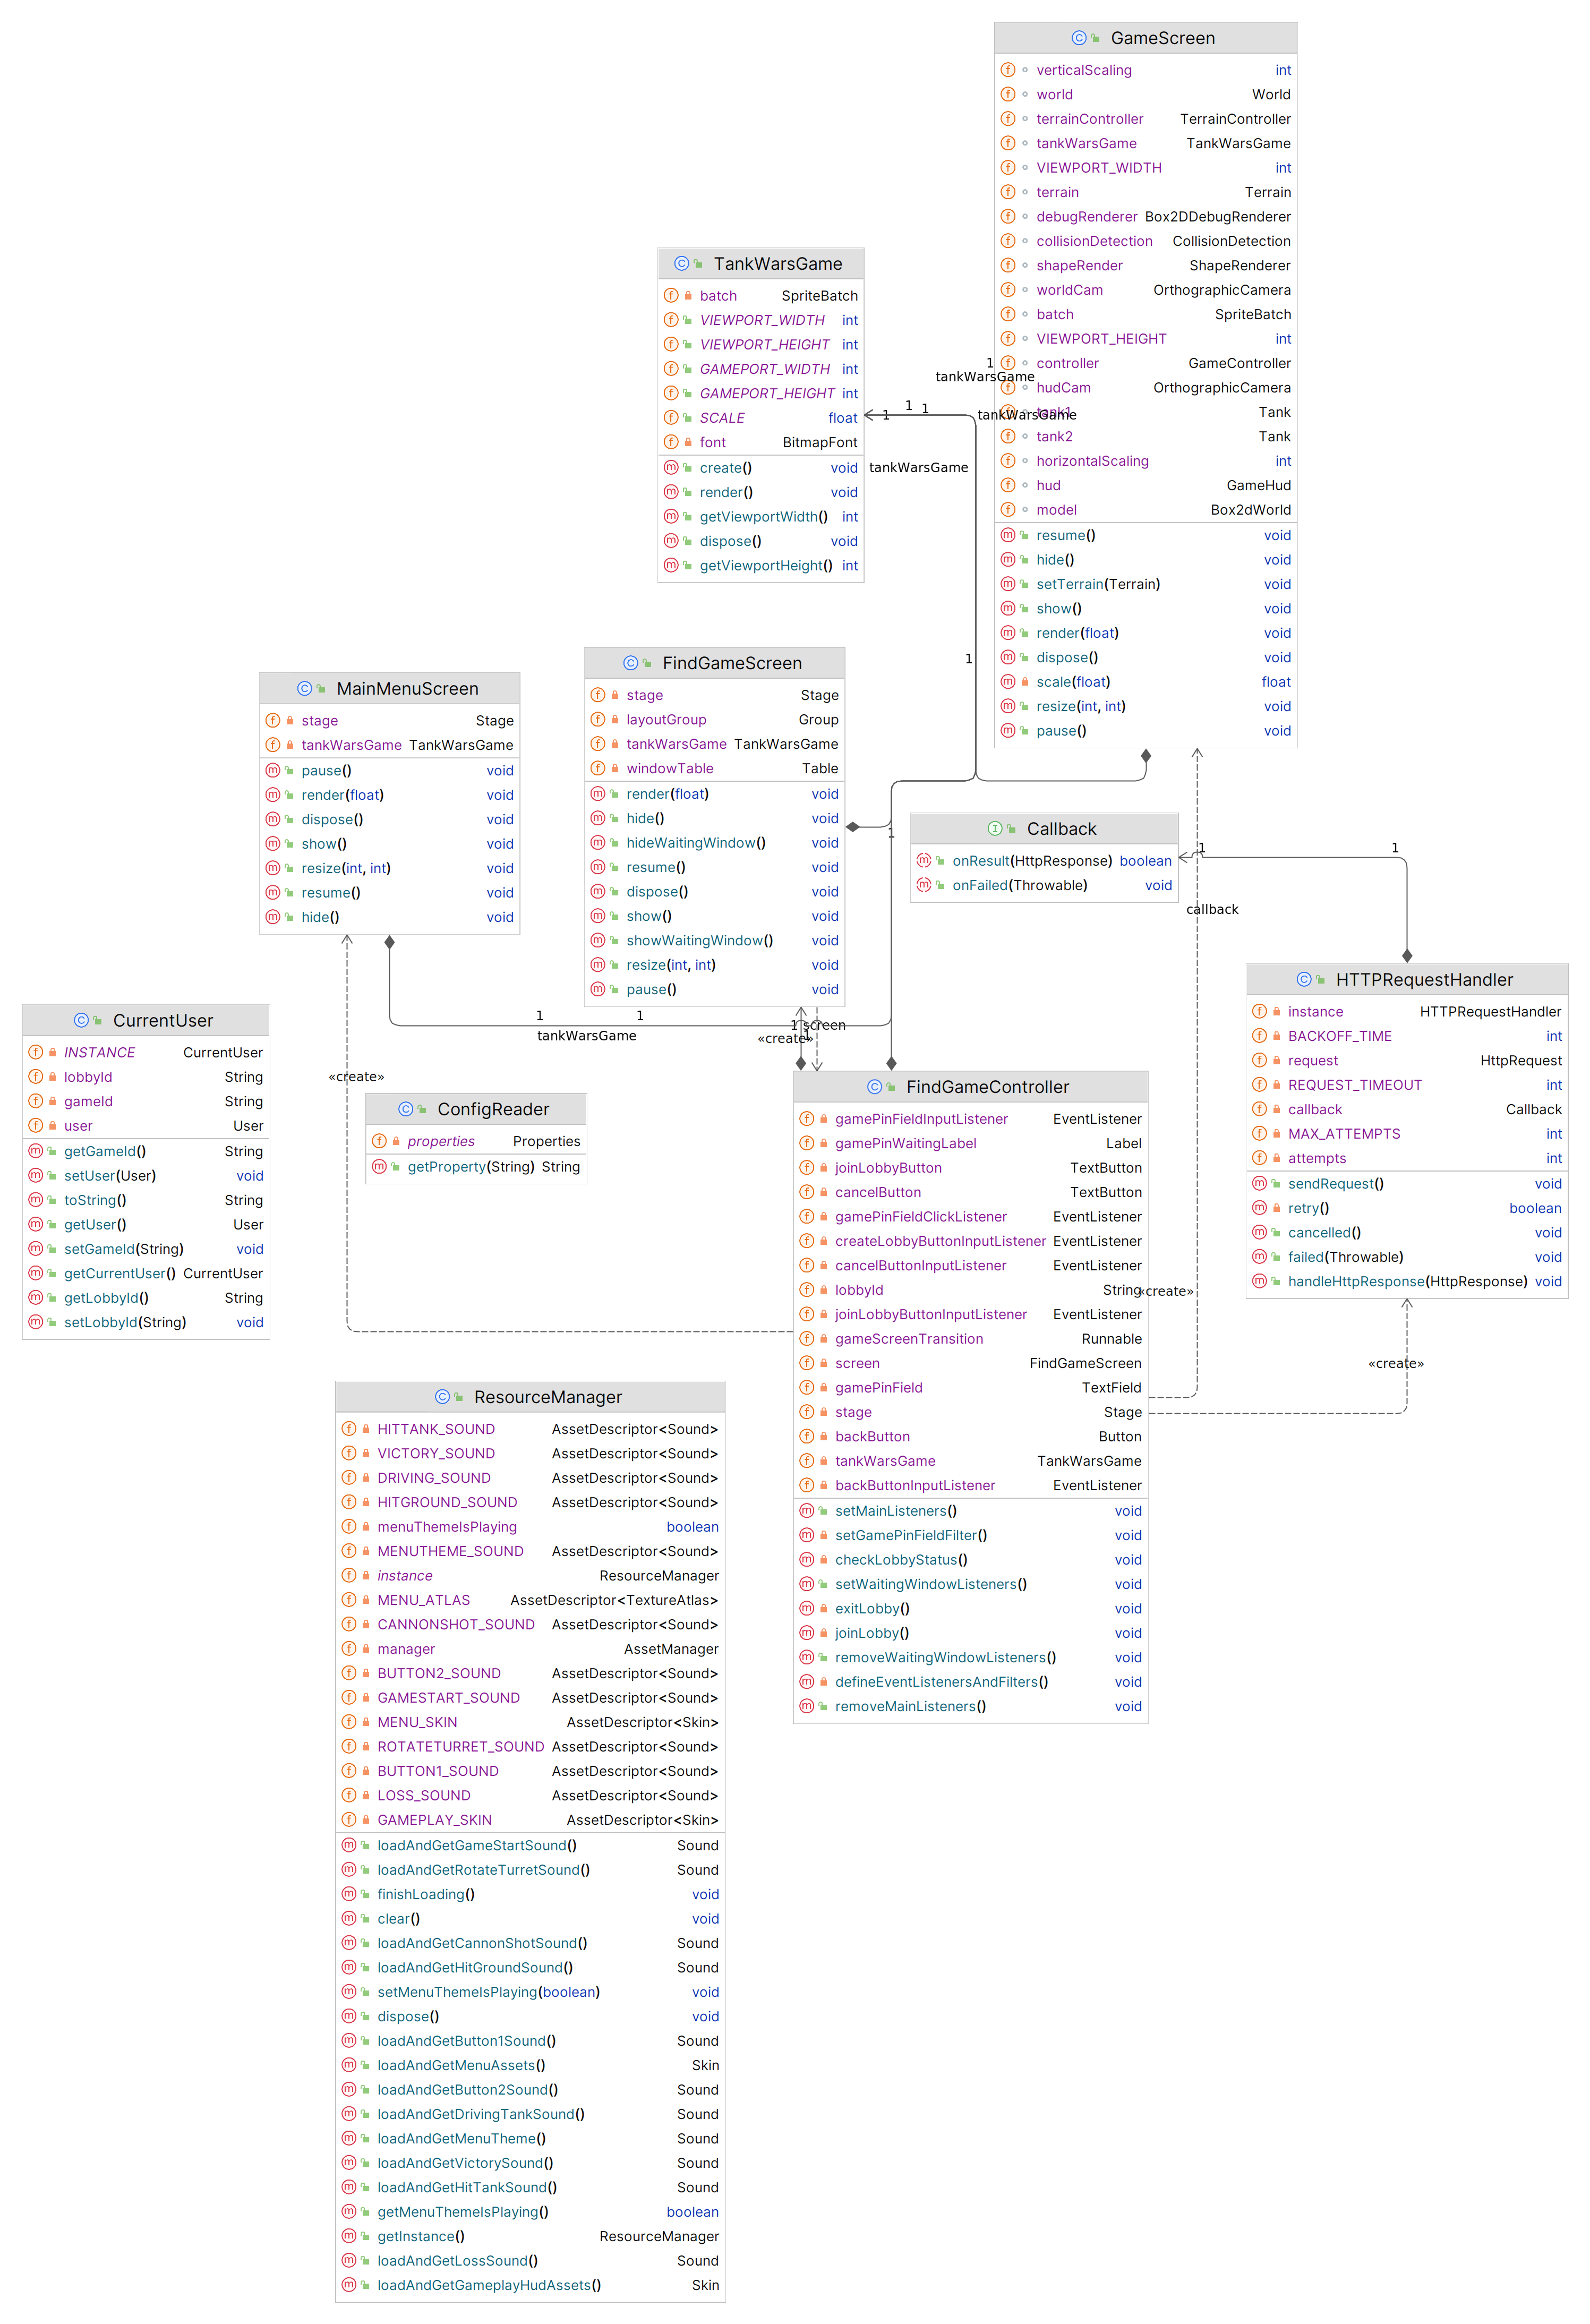 GameScreen
verticalScaling int
world World
terrainController TerrainController
tankWarsGame TankWarsGame
VIEWPORT_WIDTH int
terrain Terrain
debugRenderer Box2DDebugRenderer
collisionDetection CollisionDetection
shapeRender ShapeRenderer
worldCam OrthographicCamera
batch SpriteBatch
VIEWPORT_HEIGHT int
controller GameController
hudCam OrthographicCamera
tank1 Tank
tank2 Tank
horizontalScaling int
hud GameHud
model Box2dWorld
resume() void
hide() void
setTerrain(Terrain) void
show() void
render(float) void
dispose() void
scale(float) float
resize(int, int) void
pause() void
TankWarsGame
batch SpriteBatch
VIEWPORT_WIDTH int
VIEWPORT_HEIGHT int
GAMEPORT_WIDTH int
GAMEPORT_HEIGHT int
SCALE float
font BitmapFont
create() void
render() void
getViewportWidth() int
dispose() void
getViewportHeight() int
1
tankWarsGame
1
1
1
tankWarsGame
tankWarsGame
1
FindGameScreen
stage Stage
layoutGroup Group
tankWarsGame TankWarsGame
windowTable Table
render(float) void
hide() void
hideWaitingWindow() void
resume() void
dispose() void
show() void
showWaitingWindow() void
resize(int, int) void
pause() void
MainMenuScreen
stage Stage
tankWarsGame TankWarsGame
pause() void
render(float) void
dispose() void
show() void
resize(int, int) void
resume() void
hide() void
1
Callback
onResult(HttpResponse) boolean
onFailed(Throwable) void
1
1
callback
HTTPRequestHandler
instance HTTPRequestHandler
BACKOFF_TIME int
request HttpRequest
REQUEST_TIMEOUT int
callback Callback
MAX_ATTEMPTS int
attempts int
sendRequest() void
retry() boolean
cancelled() void
failed(Throwable) void
handleHttpResponse(HttpResponse) void
CurrentUser
INSTANCE CurrentUser
lobbyId String
gameId String
user User
getGameId() String
setUser(User) void
toString() String
getUser() User
setGameId(String) void
getCurrentUser() CurrentUser
getLobbyId() String
setLobbyId(String) void
1
1
tankWarsGame
1
screen
«create»
1
«create»
ConfigReader
properties Properties
getProperty(String) String
FindGameController
gamePinFieldInputListener EventListener
gamePinWaitingLabel Label
joinLobbyButton TextButton
cancelButton TextButton
gamePinFieldClickListener EventListener
createLobbyButtonInputListener EventListener
cancelButtonInputListener EventListener
lobbyId String
joinLobbyButtonInputListener EventListener
gameScreenTransition Runnable
screen FindGameScreen
gamePinField TextField
stage Stage
backButton Button
tankWarsGame TankWarsGame
backButtonInputListener EventListener
setMainListeners() void
setGamePinFieldFilter() void
checkLobbyStatus() void
setWaitingWindowListeners() void
exitLobby() void
joinLobby() void
removeWaitingWindowListeners() void
defineEventListenersAndFilters() void
removeMainListeners() void
«create»
«create»
ResourceManager
HITTANK_SOUND AssetDescriptor<Sound>
VICTORY_SOUND AssetDescriptor<Sound>
DRIVING_SOUND AssetDescriptor<Sound>
HITGROUND_SOUND AssetDescriptor<Sound>
menuThemeIsPlaying boolean
MENUTHEME_SOUND AssetDescriptor<Sound>
instance ResourceManager
MENU_ATLAS AssetDescriptor<TextureAtlas>
CANNONSHOT_SOUND AssetDescriptor<Sound>
manager AssetManager
BUTTON2_SOUND AssetDescriptor<Sound>
GAMESTART_SOUND AssetDescriptor<Sound>
MENU_SKIN AssetDescriptor<Skin>
ROTATETURRET_SOUND AssetDescriptor<Sound>
BUTTON1_SOUND AssetDescriptor<Sound>
LOSS_SOUND AssetDescriptor<Sound>
GAMEPLAY_SKIN AssetDescriptor<Skin>
loadAndGetGameStartSound() Sound
loadAndGetRotateTurretSound() Sound
finishLoading() void
clear() void
loadAndGetCannonShotSound() Sound
loadAndGetHitGroundSound() Sound
setMenuThemeIsPlaying(boolean) void
dispose() void
loadAndGetButton1Sound() Sound
loadAndGetMenuAssets() Skin
loadAndGetButton2Sound() Sound
loadAndGetDrivingTankSound() Sound
loadAndGetMenuTheme() Sound
loadAndGetVictorySound() Sound
loadAndGetHitTankSound() Sound
getMenuThemeIsPlaying() boolean
getInstance() ResourceManager
loadAndGetLossSound() Sound
loadAndGetGameplayHudAssets() Skin